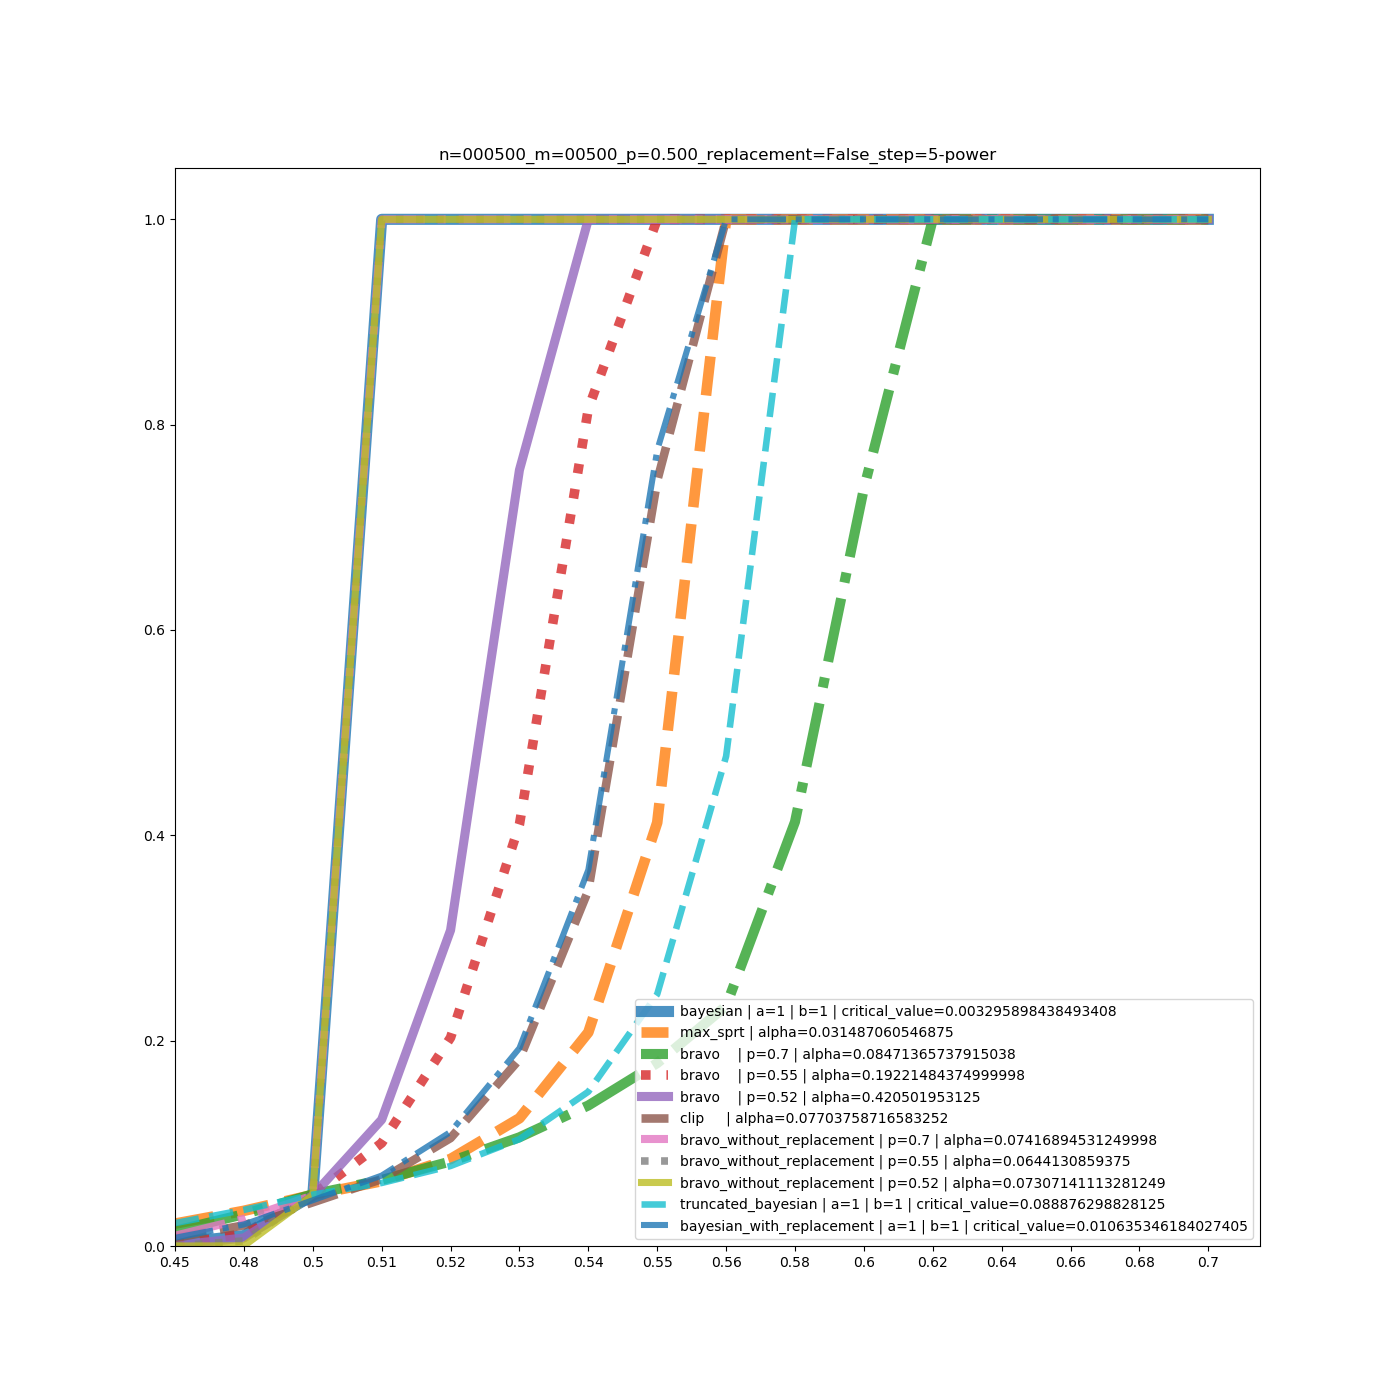 n=000500_m=00500_p=0.500_replacement=False_step=5-power
1.0
0.8
0.6
0.4
0.2
0.0
bayesian | a=1 | b=1 | critical_value=0.003295898438493408
max_sprt | alpha=0.031487060546875
bravo | p=0.7 | alpha=0.08471365737915038
bravo | p=0.55 | alpha=0.19221484374999998
bravo | p=0.52 | alpha=0.420501953125
clip | alpha=0.07703758716583252
bravo_without_replacement | p=0.7 | alpha=0.07416894531249998
bravo_without_replacement | p=0.55 | alpha=0.0644130859375
bravo_without_replacement | p=0.52 | alpha=0.07307141113281249
truncated_bayesian | a=1 | b=1 | critical_value=0.088876298828125
bayesian_with_replacement | a=1 | b=1 | critical_value=0.010635346184027405
0.45 0.48 0.5 0.51 0.52 0.53 0.54 0.55 0.56 0.58 0.6 0.62 0.64 0.66 0.68 0.7